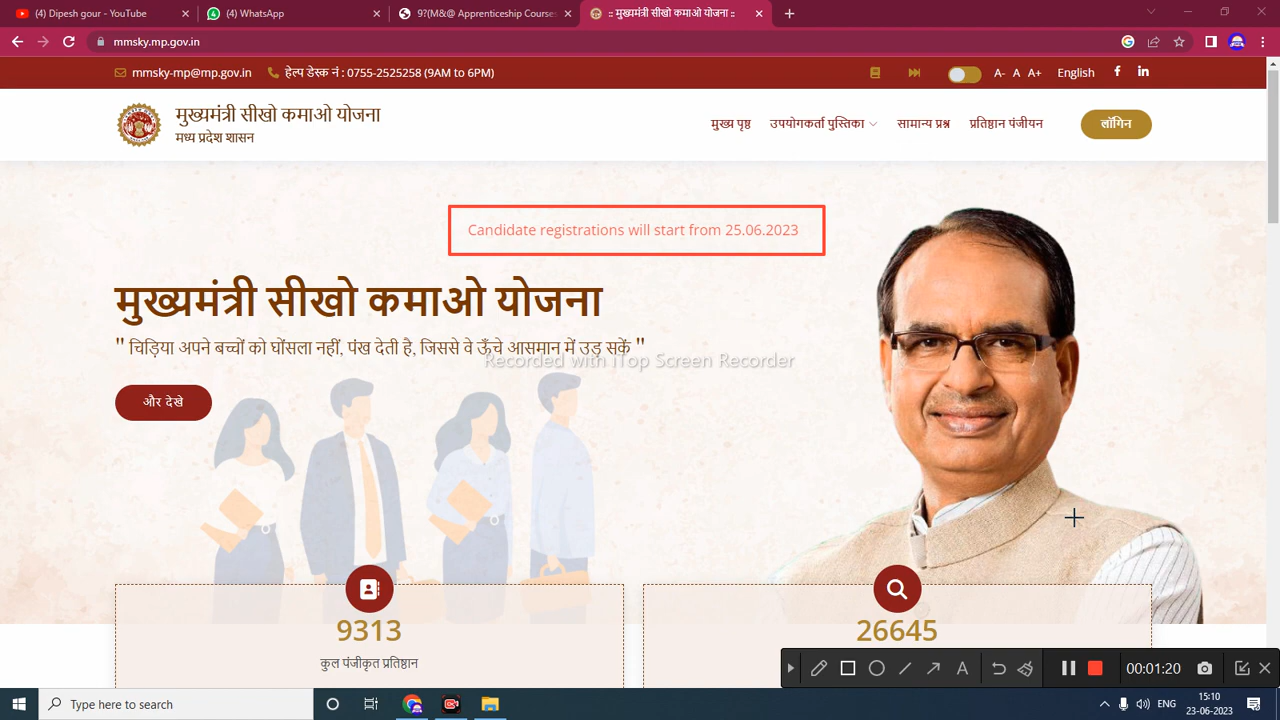 (4) Dipesh gour - YouTube
(4) WhatsApp
9?(M&@ Apprenticeship Courses
:: मुख्यमंत्री सीखो कमाओ योजना ::
mmsky.mp.gov.in
mmsky-mp@mp.gov.in
हेल्प डेस्क नं : 0755-2525258 (9AM to 6PM)
A- A A+ English
मुख्यमंत्री सीखो कमाओ योजना
मध्य प्रदेश शासन
मुख्य पृष्ठ उपयोगकर्ता पुस्तिका सामान्य प्रश्न प्रतिष्ठान पंजीयन लॉगिन
Candidate registrations will start from 25.06.2023
मुख्यमंत्री सीखो कमाओ योजना
" चिड़िया अपने बच्चों को घोंसला नहीं, पंख देती है, जिससे वे ऊँचे आसमान में उड़ सकें "
Recorded with iTop Screen Recorder
और देखे
9313
कुल पंजीकृत प्रतिष्ठान
26645
A
00:01:20
Type here to search
ENG
15:10
23-06-2023